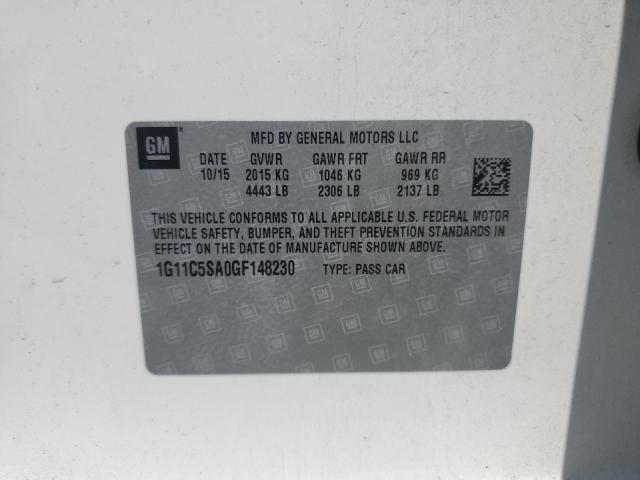 GM
MFD BY GENERAL MOTORS LLC
DATE GVWR GAWR FRT GAWR RR
10/15 2015 KG 1046 KG 969 KG
4443 LB 2306 LB 2137 LB
THIS VEHICLE CONFORMS TO ALL APPLICABLE U.S. FEDERAL MOTOR
VEHICLE SAFETY, BUMPER, AND THEFT PREVENTION STANDARDS IN
EFFECT ON THE DATE OF MANUFACTURE SHOWN ABOVE.
1G11C5SA0GF148230 TYPE: PASS CAR